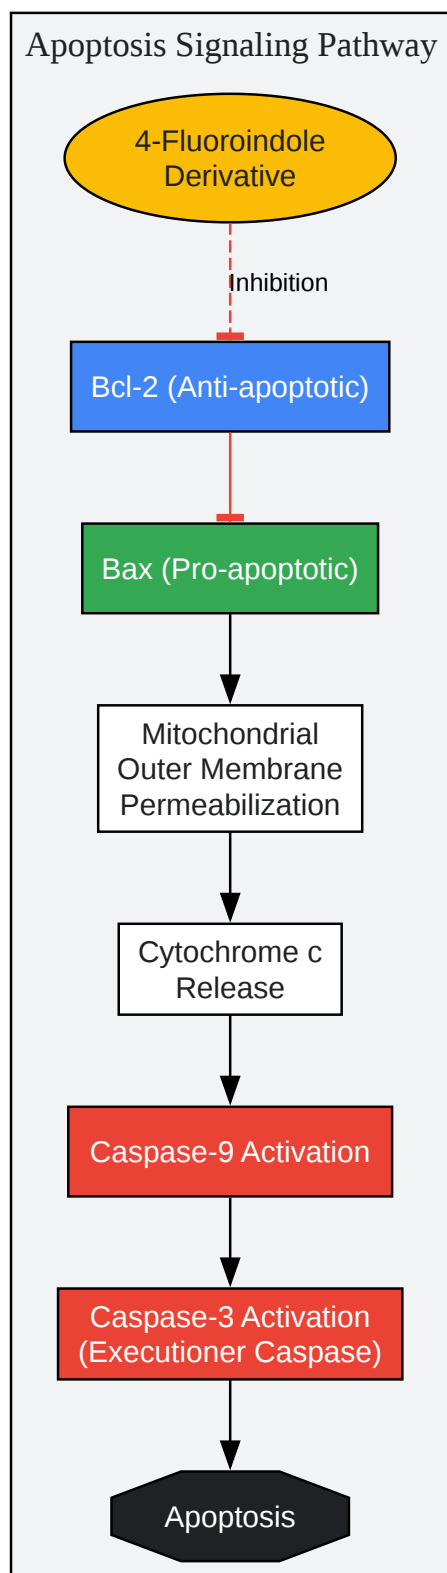 Apoptosis Signaling Pathway
4-Fluoroindole
Derivative
Inhibition
Bcl-2 (Anti-apoptotic)
Bax (Pro-apoptotic)
Mitochondrial
Outer Membrane
Permeabilization
Cytochrome c
Release
Caspase-9 Activation
Caspase-3 Activation
(Executioner Caspase)
Apoptosis